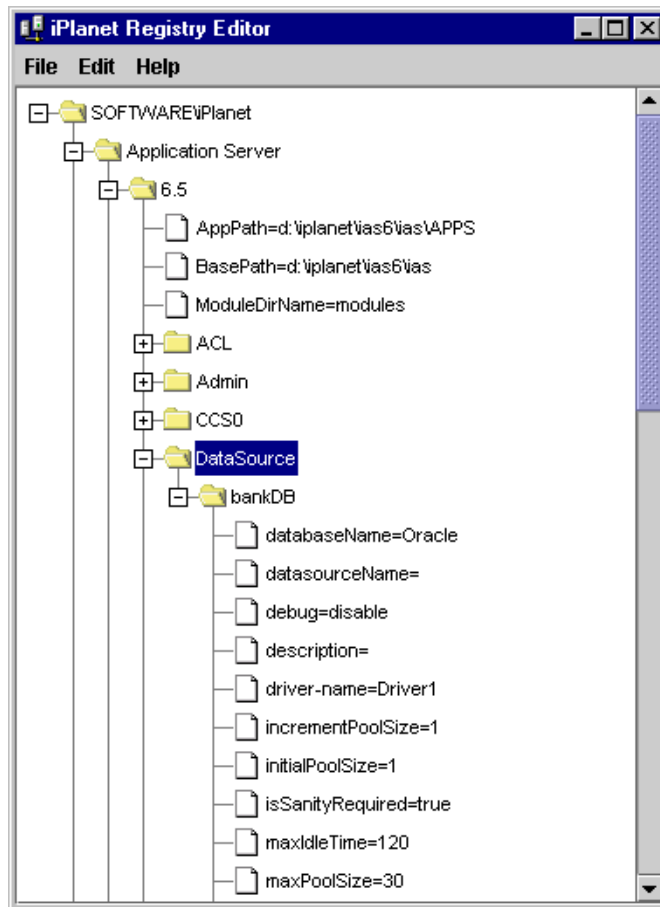 iPlanet Registry Editor
File Edit Help
SOFTWARE\iPlanet
Application Server
6.5
AppPath=d:\iplanet\ias6\ias\APPS
BasePath=d:\iplanet\ias6\ias
ModuleDirName=modules
ACL
Admin
CCS0
DataSource
bankDB
databaseName=Oracle
datasourceName=
debug=disable
description=
driver-name=Driver1
incrementPoolSize=1
initialPoolSize=1
isSanityRequired=true
maxIdleTime=120
maxPoolSize=30